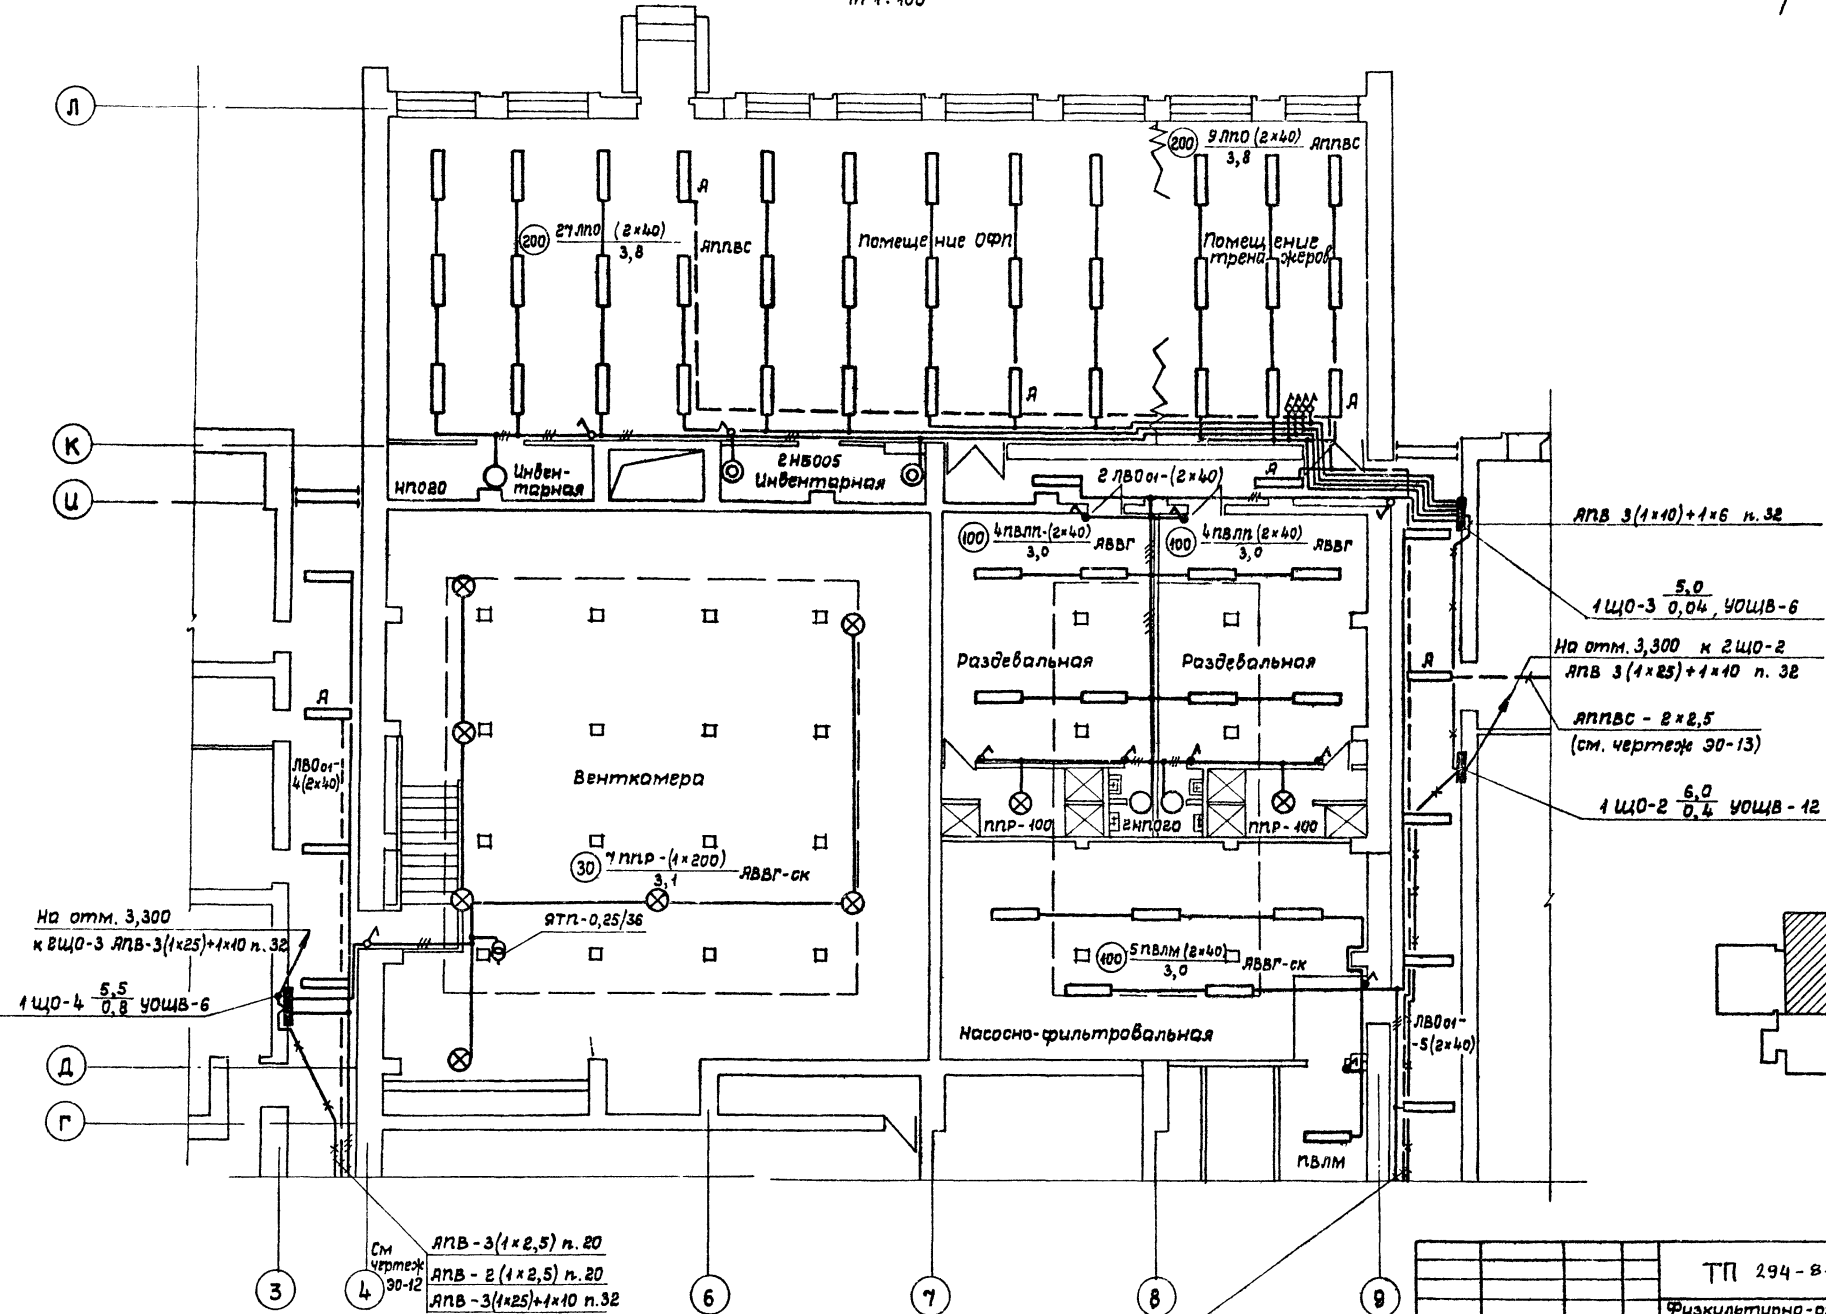 М 1:100
Л
200 9 ЛПО (2×40) АППВС
3,8
А
200 27 ЛПО (2×40) АППВС
3,8
Помещение ОФП
Помещение
тренажеров
А
А
К
И
НПО20
Инвен-
тарная
2НБ005
Инвентарная
2 ЛВО01-(2×40)
А
100 4ПВЛП-(2×40) АВВГ
3,0
100 4ПВЛП (2×40) АВВГ
3,0
АПВ 3(1×10)+1×6 п.32
1ЩО-3 5,0 , УОЩВ-6
0,04
На отм. 3,300 к 2ЩО-2
АПВ 3(1×25)+1×10 п.32
АППВС - 2×2,5
(см. чертеж ЭО-13)
1ЩО-2 6,0 УОЩВ-12
0,4
Раздевальная
Раздевальная
А
А
ЛВО01-
4(2×40)
Венткамера
ППР-100
2НПО20
ППР-100
30 7ППР-(1×200) АВВГ-ск
3,1
ЯТП-0,25/36
На отм. 3,300
к 2ЩО-3 АПВ-3(1×25)+1×10 п.32
1ЩО-4 5,5 УОЩВ-6
0,8
100 5ПВЛМ (2×40) АВВГ-ск
3,0
Насосно-фильтровальная
ЛВО01-
-5(2×40)
Д
Г
ПВЛМ
См
чертеж
ЭО-12
АПВ-3(1×2,5) п.20
АПВ-2(1×2,5) п.20
АПВ-3(1×25)+1×10 п.32
3
4
6
7
8
9
ТП 294-8-
Физкультурно-о